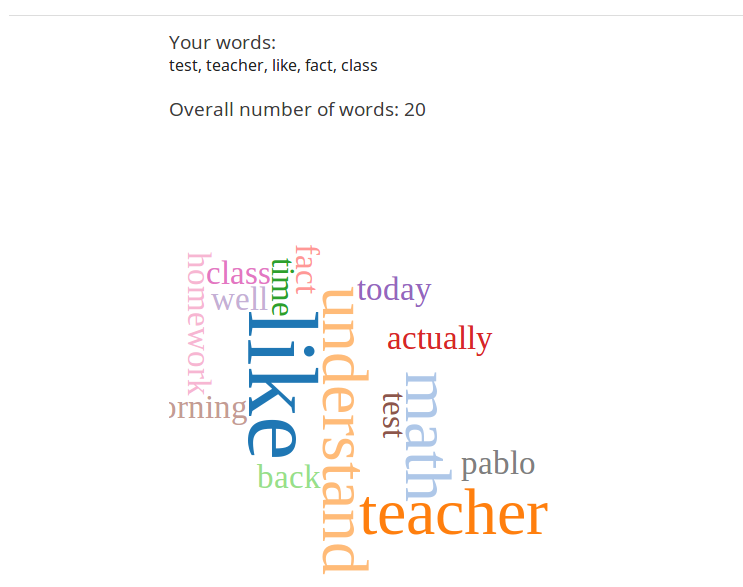 Your words:
test, teacher, like, fact, class
Overall number of words: 20
fact
homework
class
time
well
today
understand
like
actually
math
test
orning
back
pablo
teacher